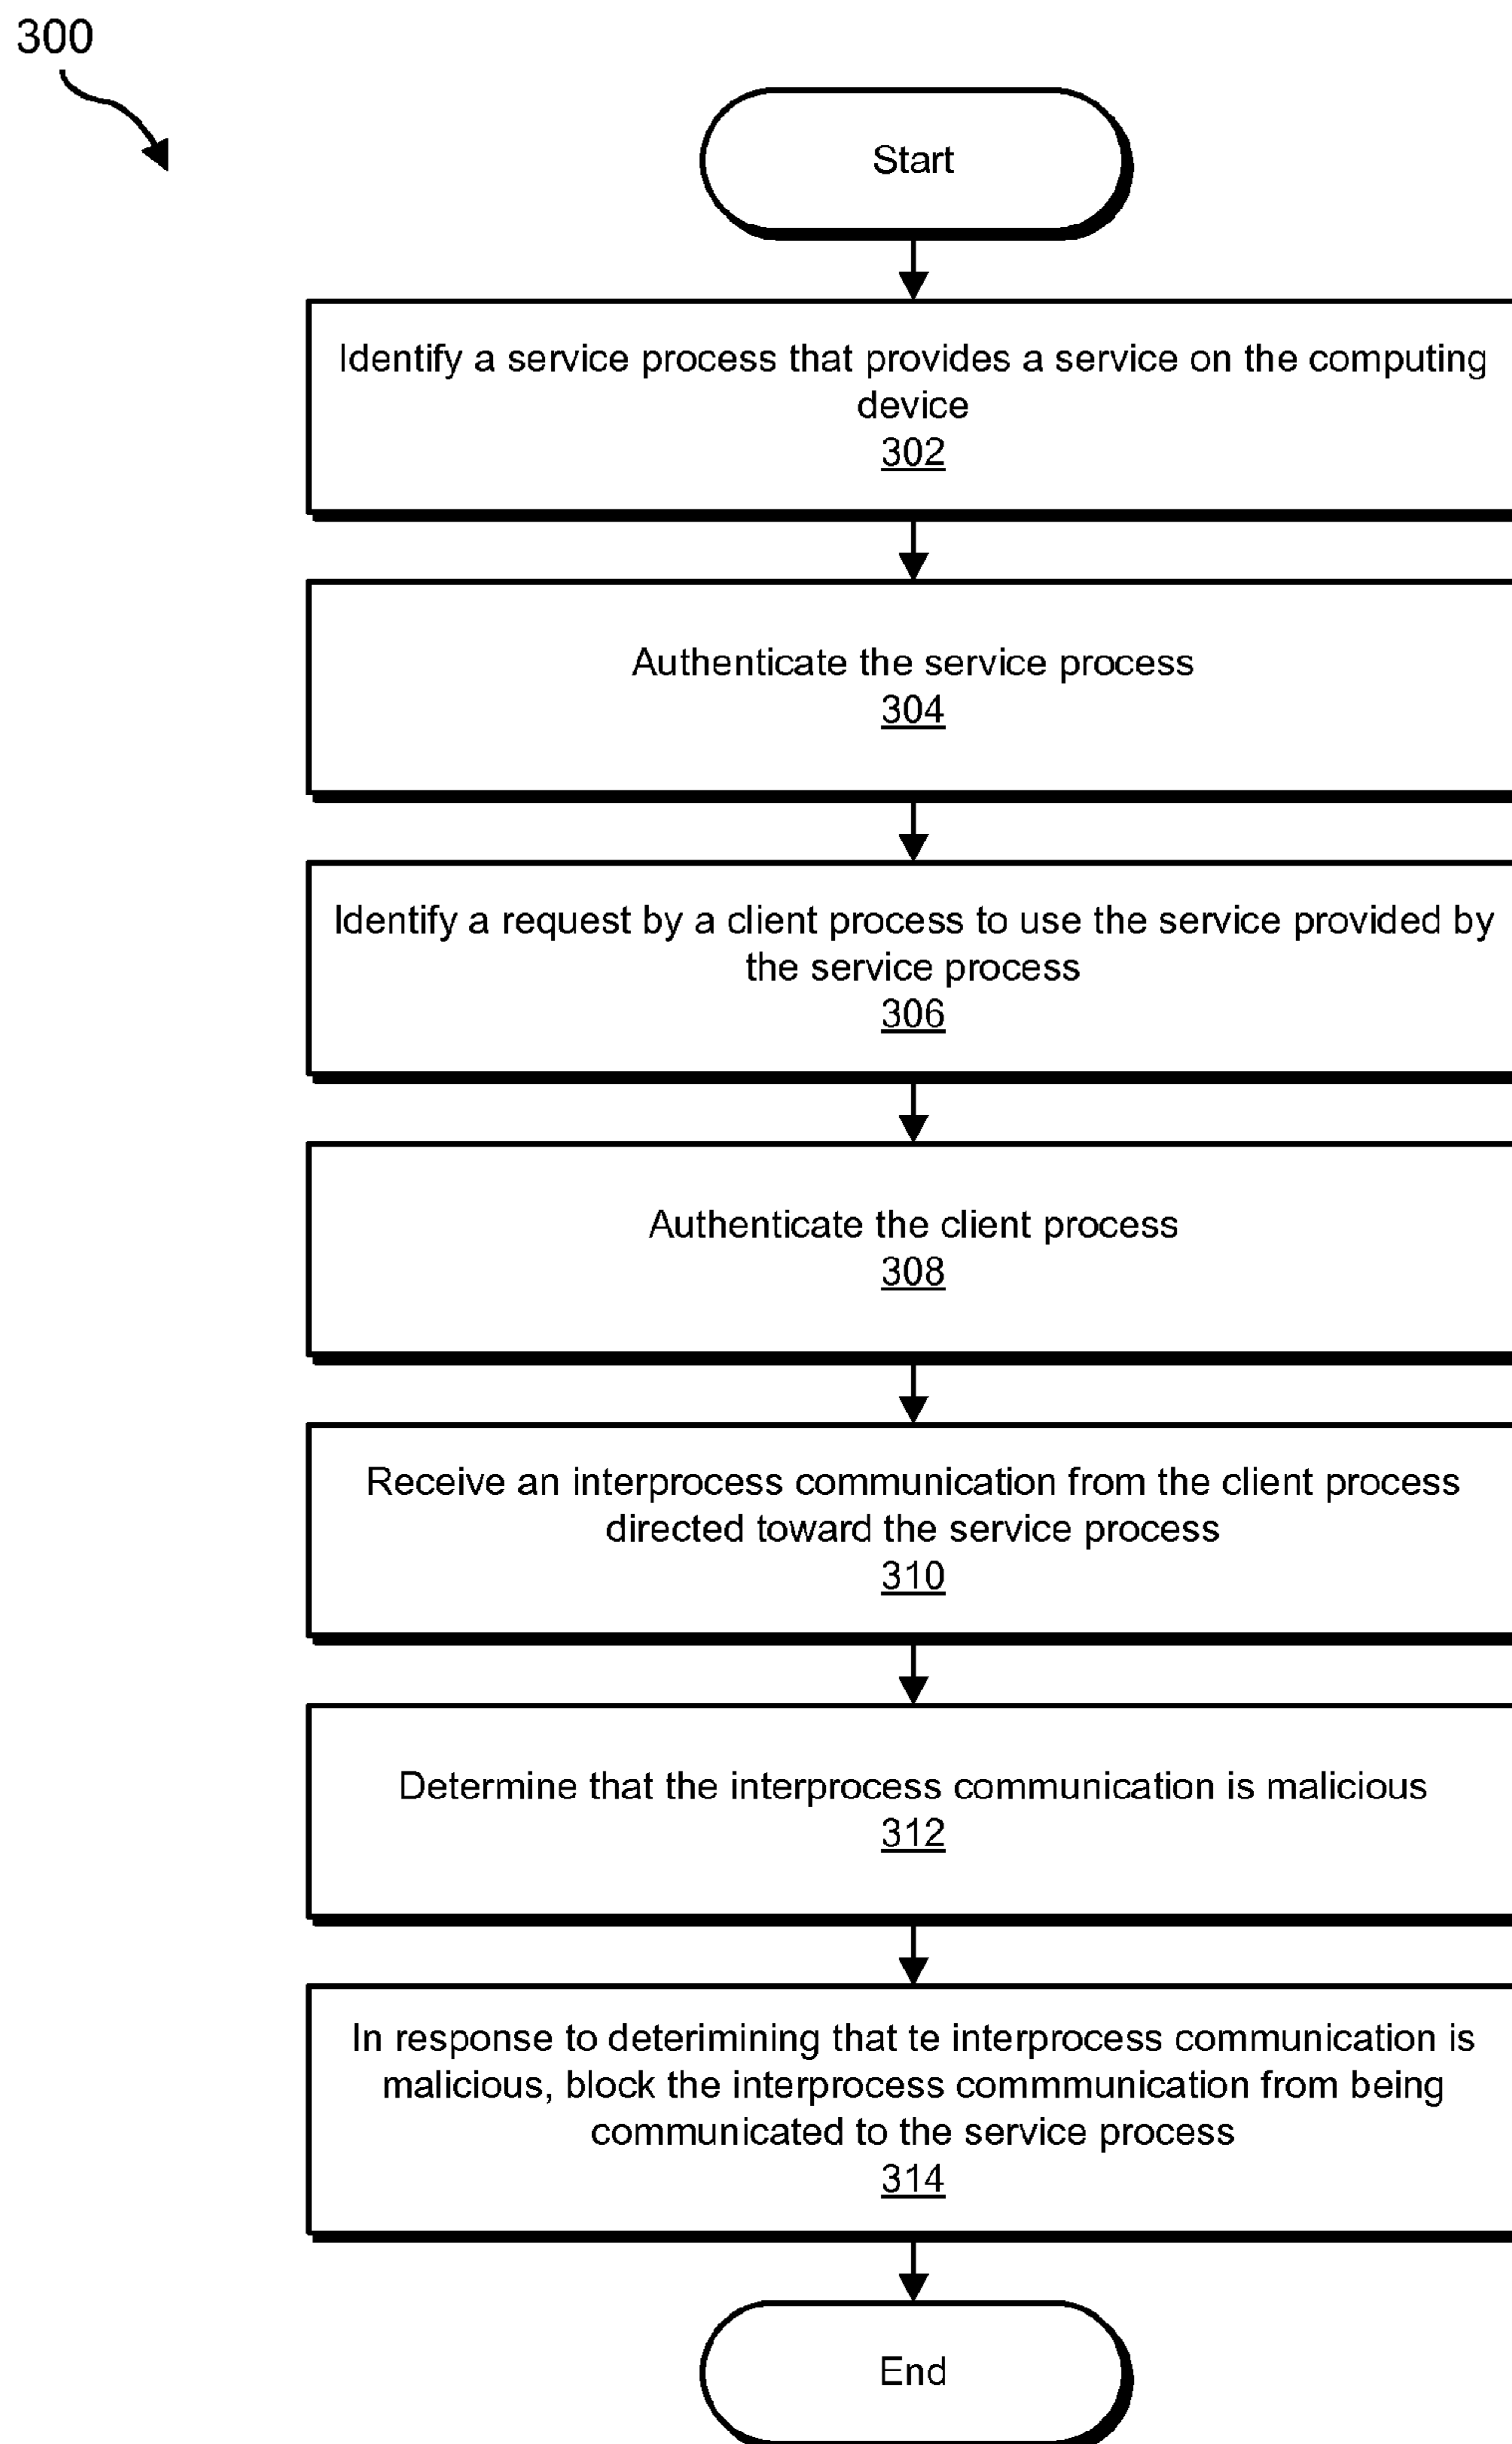 300
Start
Identify a service process that provides a service on the computing
device
302
Authenticate the service process
304
Identify a request by a client process to use the service provided by
the service process
306
Authenticate the client process
308
Receive an interprocess communication from the client process
directed toward the service process
310
Determine that the interprocess communication is malicious
312
In response to deterimining that te interprocess communication is
malicious, block the interprocess commmunication from being
communicated to the service process
314
End